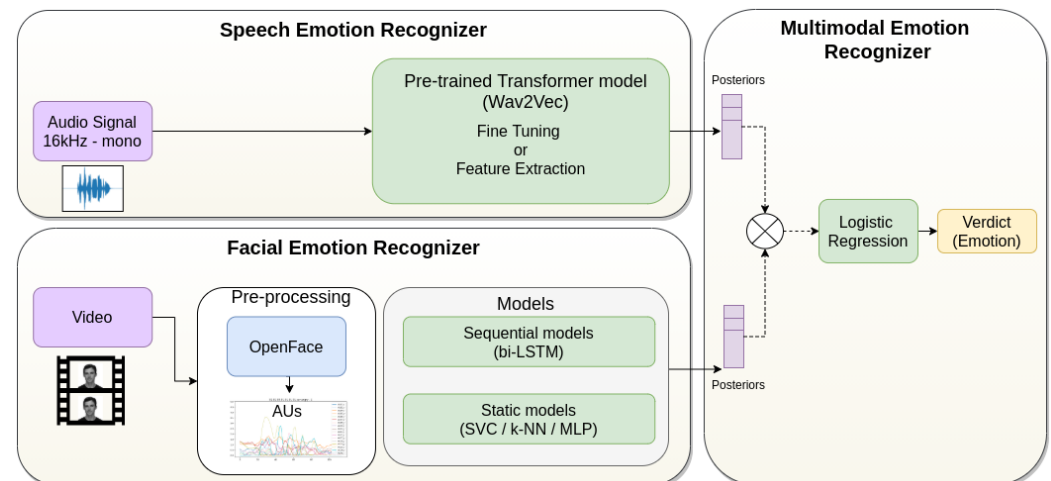 Speech Emotion Recognizer
Audio Signal
16kHz - mono
Pre-trained Transformer model
(Wav2Vec)
Fine Tuning
or
Feature Extraction
Facial Emotion Recognizer
Video
Pre-processing
OpenFace
AUs
Models
Sequential models
(bi-LSTM)
Static models
(SVC / k-NN / MLP)
Multimodal Emotion
Recognizer
Posteriors
Logistic
Regression
Verdict
(Emotion)
Posteriors